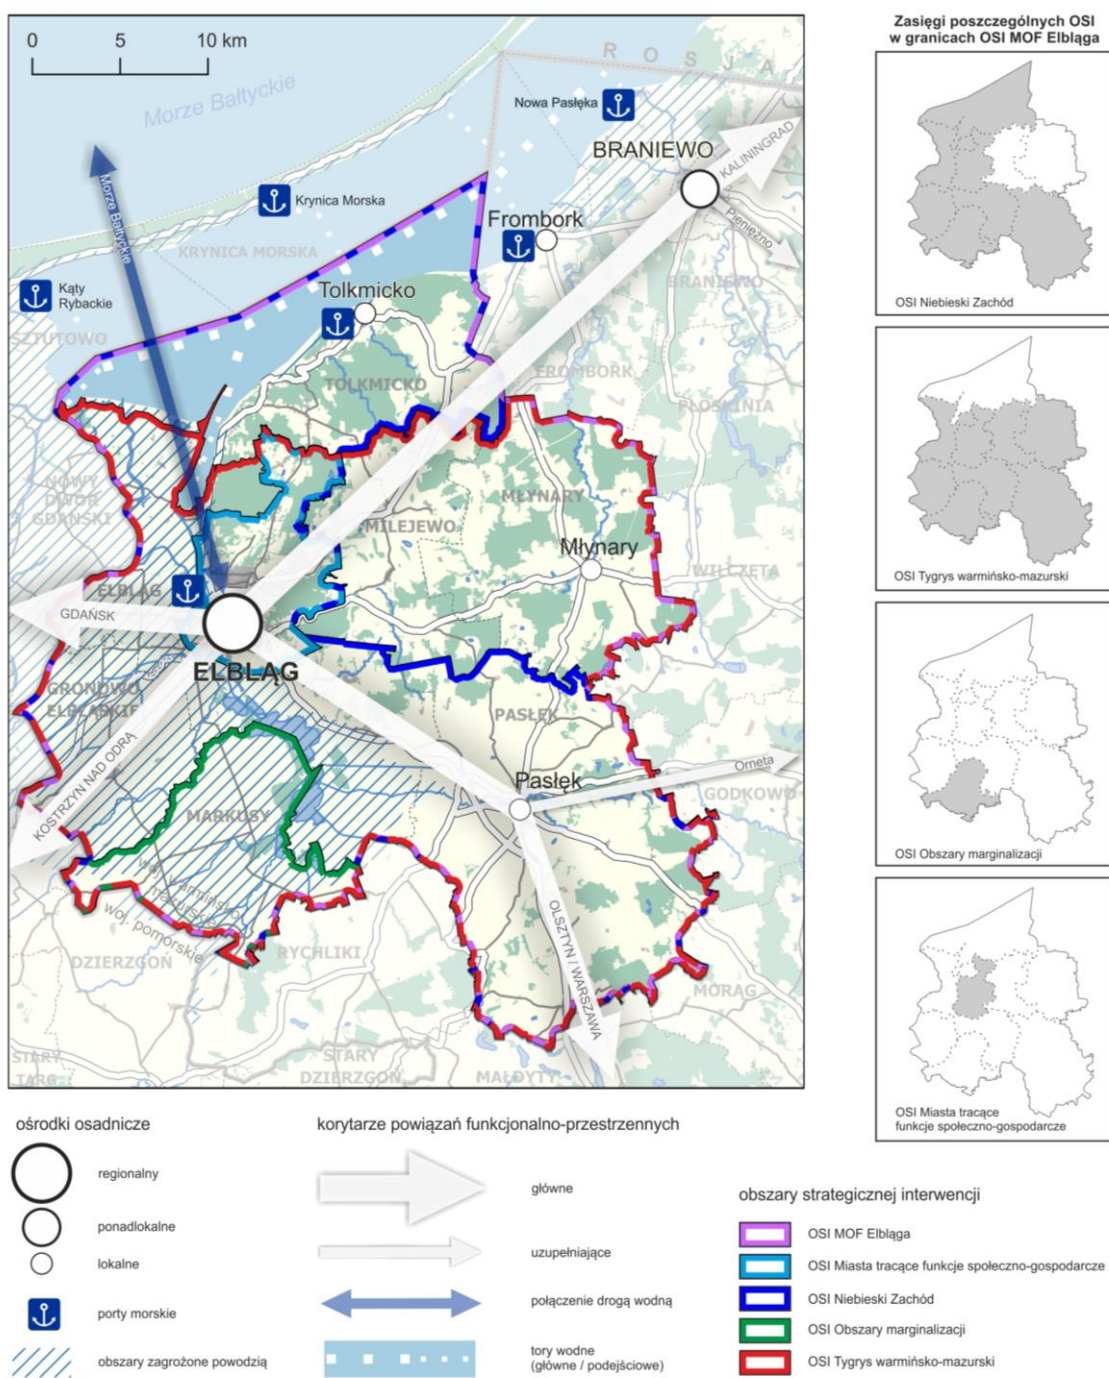 0 5 10 km
R O S J A
Morze Bałtyckie
Nowa Pasłęka
BRANIEWO
KALININGRAD
Pieniężno
Morze Bałtyckie
Krynica Morska
KRYNICA MORSKA
Frombork
BRANIEWO
Kąty
Rybackie
SZTUTOWO
Tolkmicko
TOLKMICKO
FROMBORK
PŁOSKINIA
NOWY
DWÓR
GDAŃSKI
MŁYNARY
MILEJEWO
Młynary
WILCZĘTA
ELBLĄG
GDAŃSK
ELBLĄG
GRONOWO
ELBLĄSKIE
PASŁĘK
KOSTRZYN NAD ODRĄ
Pasłęk
Orneta
GODKOWO
MARKUSY
woj. warmińsko-
mazurskie
woj. pomorskie
OLSZTYN / WARSZAWA
DZIERZGOŃ
RYCHLIKI
MORĄG
STARY
TARG
STARY
DZIERZGOŃ
MAŁDYTY
Zasięgi poszczególnych OSI
w granicach OSI MOF Elbląga
OSI Niebieski Zachód
OSI Tygrys warmińsko-mazurski
OSI Obszary marginalizacji
OSI Miasta tracące
funkcje społeczno-gospodarcze
ośrodki osadnicze
regionalny
ponadlokalne
lokalne
porty morskie
obszary zagrożone powodzią
korytarze powiązań funkcjonalno-przestrzennych
główne
uzupełniające
połączenie drogą wodną
tory wodne
(główne / podejściowe)
obszary strategicznej interwencji
OSI MOF Elbląga
OSI Miasta tracące funkcje społeczno-gospodarcze
OSI Niebieski Zachód
OSI Obszary marginalizacji
OSI Tygrys warmińsko-mazurski